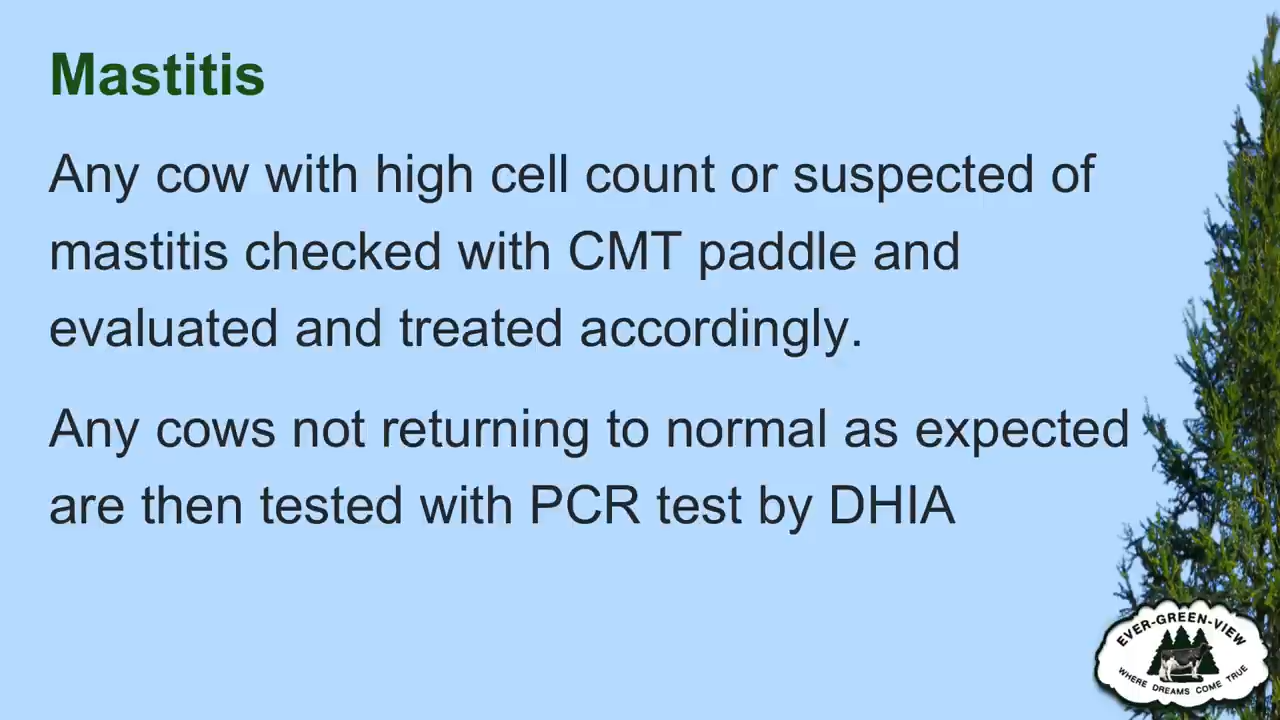 Mastitis
Any cow with high cell count or suspected of
mastitis checked with CMT paddle and
evaluated and treated accordingly.
Any cows not returning to normal as expected
are then tested with PCR test by DHIA
EVER-GREEN-VIEW
WHERE DREAMS COME TRUE